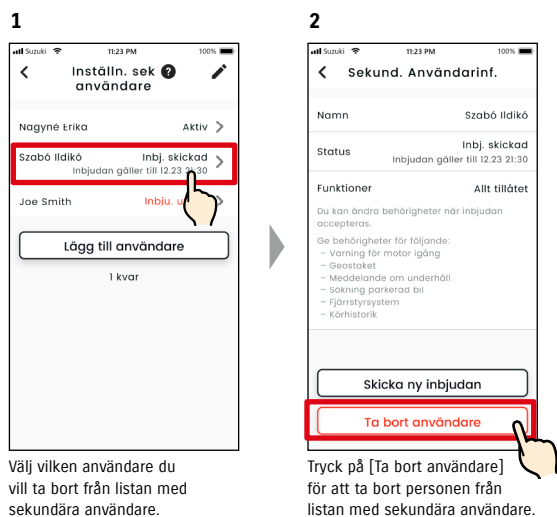 1
Suzuki 11:23 PM 100%
Inställn. sek ?
användare
Nagyné Erika Aktiv
Szabó Ildikó Inbj. skickad
Inbjudan gäller till 12.23 21:30
Joe Smith Inbju.
Lägg till användare
1 kvar
Välj vilken användare du
vill ta bort från listan med
sekundära användare.
2
Suzuki 11:23 PM 100%
Sekund. Användarinf.
Namn Szabó Ildikó
Status Inbj. skickad
Inbjudan gäller till 12.23 21:30
Funktioner Allt tillåtet
Du kan ändra behörigheter när inbjudan
accepteras.
Ge behörigheter för följande:
– Varning för motor igång
– Geostaket
– Meddelande om underhåll
– Sökning parkerad bil
– Fjärrstyrsystem
– Körhistorik
Skicka ny inbjudan
Ta bort användare
Tryck på [Ta bort användare]
för att ta bort personen från
listan med sekundära användare.